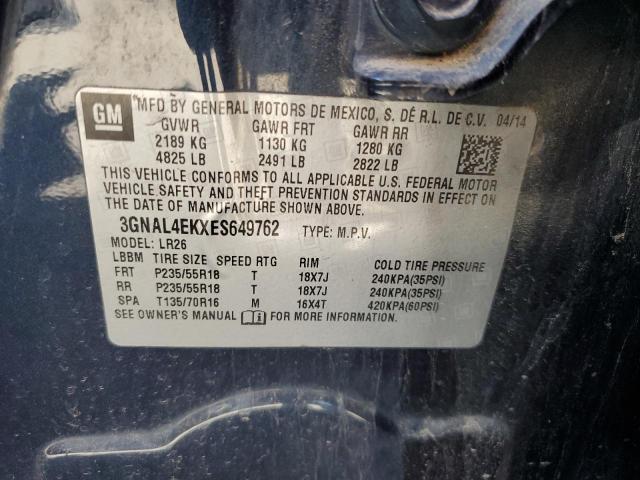 GM MFD BY GENERAL MOTORS DE MEXICO, S. DE R.L. DE C.V. 04/14
GVWR GAWR FRT GAWR RR
2189 KG 1130 KG 1280 KG
4825 LB 2491 LB 2822 LB
THIS VEHICLE CONFORMS TO ALL APPLICABLE U.S. FEDERAL MOTOR
VEHICLE SAFETY AND THEFT PREVENTION STANDARDS IN EFFECT ON
THE DATE OF MANUFACTURE SHOWN ABOVE.
3GNAL4EKXES649762 TYPE: M.P.V.
MODEL: LR26
LBBM TIRE SIZE SPEED RTG RIM COLD TIRE PRESSURE
FRT P235/55R18 T 18X7J 240KPA(35PSI)
RR P235/55R18 T 18X7J 240KPA(35PSI)
SPA T135/70R16 M 16X4T 420KPA(60PSI)
SEE OWNER'S MANUAL i FOR MORE INFORMATION.